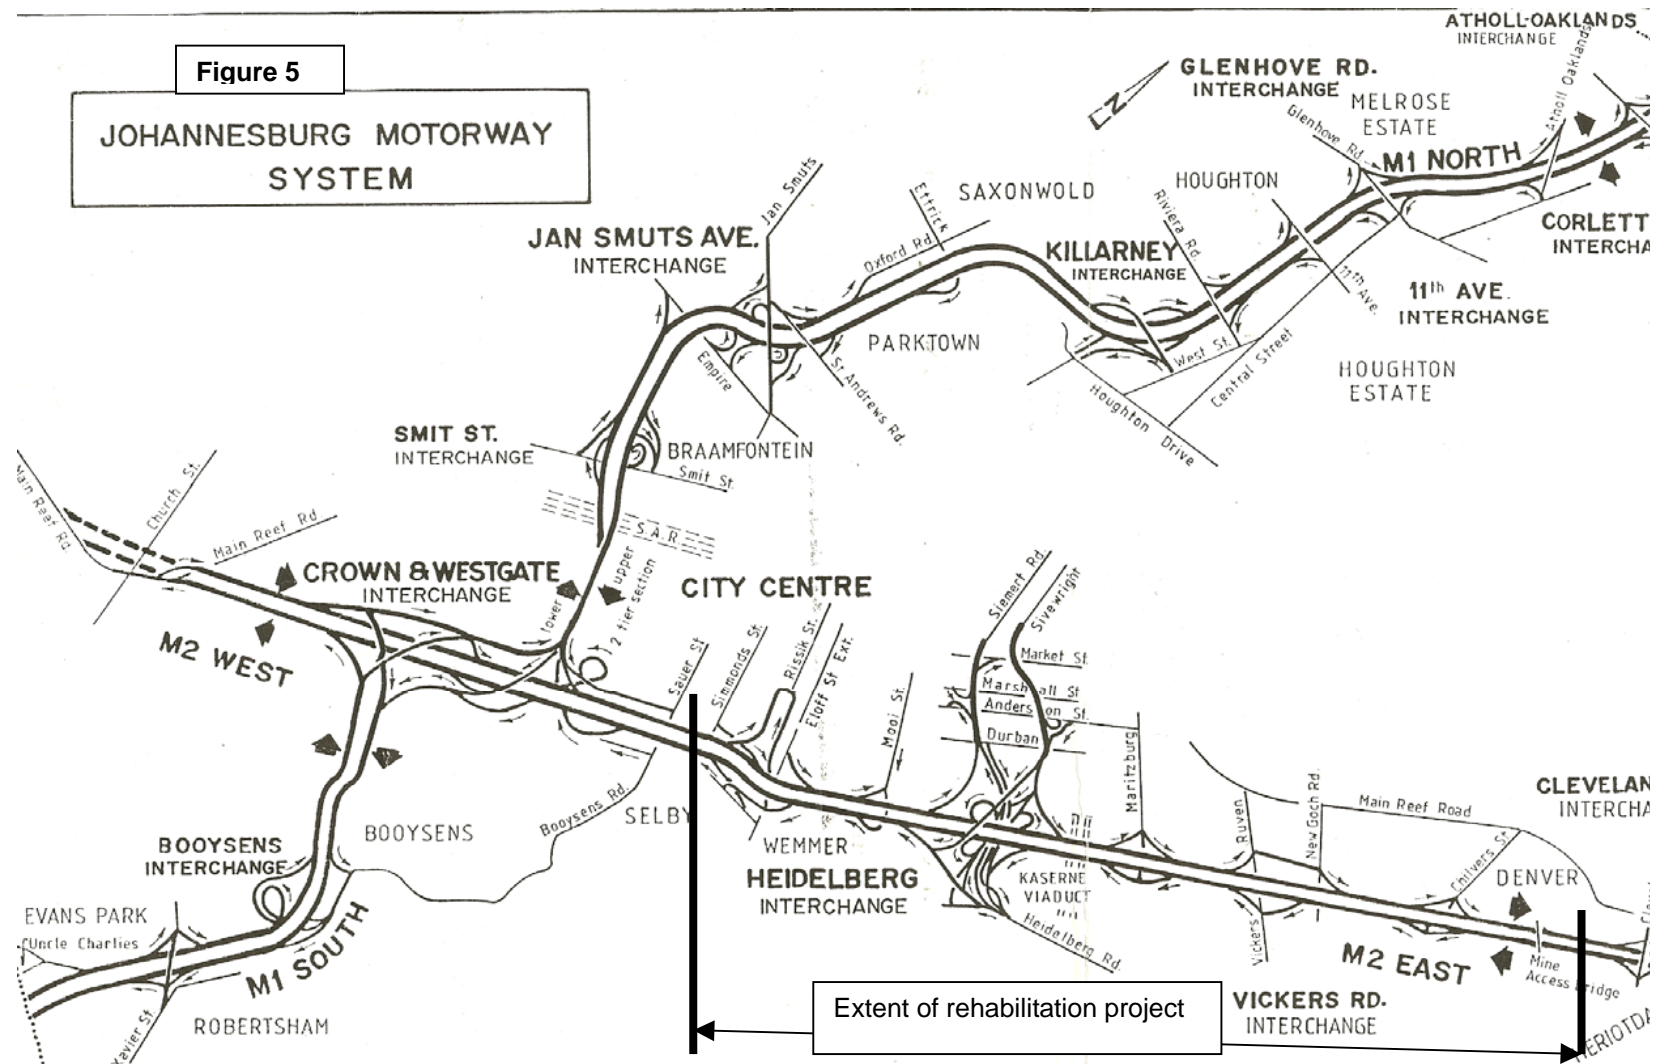 Figure 5
JOHANNESBURG MOTORWAY
SYSTEM
ATHOLL-OAKLANDS
INTERCHANGE
Atholl Oaklands
GLENHOVE RD.
INTERCHANGE
MELROSE
ESTATE
Glenhove Rd.
M1 NORTH
N
Jan Smuts
Ettrick
SAXONWOLD
HOUGHTON
Riviera Rd.
CORLETT
INTERCHA
JAN SMUTS AVE.
INTERCHANGE
Oxford Rd.
KILLARNEY
INTERCHANGE
11th Ave.
11th AVE.
INTERCHANGE
PARKTOWN
Empire
St Andrews Rd.
West St.
Central Street
HOUGHTON
ESTATE
Houghton Drive
SMIT ST.
INTERCHANGE
BRAAMFONTEIN
Smit St.
Main Reef Rd.
Church St.
Main Reef Rd
S.A.R
CROWN & WESTGATE
INTERCHANGE
lower
upper
2 tier section
CITY CENTRE
M2 WEST
Sauer St
Simmonds St.
Rissik St.
Eloff St Ext.
Mooi St.
Siemert Rd.
Sivewright
Market St.
Marshall St
Anderson St.
Durban
Maritzburg
BOOYSENS
INTERCHANGE
BOOYSENS
Booysens Rd.
SELBY
WEMMER
HEIDELBERG
INTERCHANGE
KASERNE
VIADUCT
Heidelberg Rd.
Ruven
New Goch Rd.
Main Reef Road
CLEVELAN
INTERCHA
Chilvers St.
DENVER
Vickers
M2 EAST
Mine
Access Bridge
EVANS PARK
Uncle Charlies
M1 SOUTH
ROBERTSHAM
Xavier St.
Extent of rehabilitation project
VICKERS RD.
INTERCHANGE
HERIOTDA